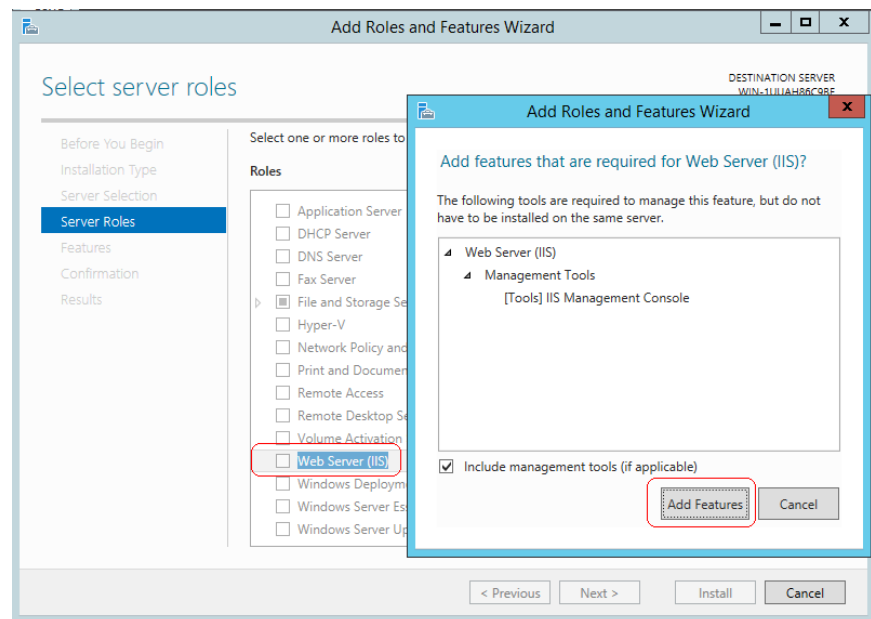 Add Roles and Features Wizard
Select server roles
DESTINATION SERVER
WIN-1UUAH86C9BF
Before You Begin
Installation Type
Server Selection
Server Roles
Features
Confirmation
Results
Select one or more roles to
Roles
Application Server
DHCP Server
DNS Server
Fax Server
File and Storage Se
Hyper-V
Network Policy and
Print and Documen
Remote Access
Remote Desktop Se
Volume Activation
Web Server (IIS)
Windows Deployme
Windows Server Ess
Windows Server Up
Add Roles and Features Wizard
Add features that are required for Web Server (IIS)?
The following tools are required to manage this feature, but do not
have to be installed on the same server.
Web Server (IIS)
Management Tools
[Tools] IIS Management Console
Include management tools (if applicable)
Add Features
Cancel
< Previous
Next >
Install
Cancel